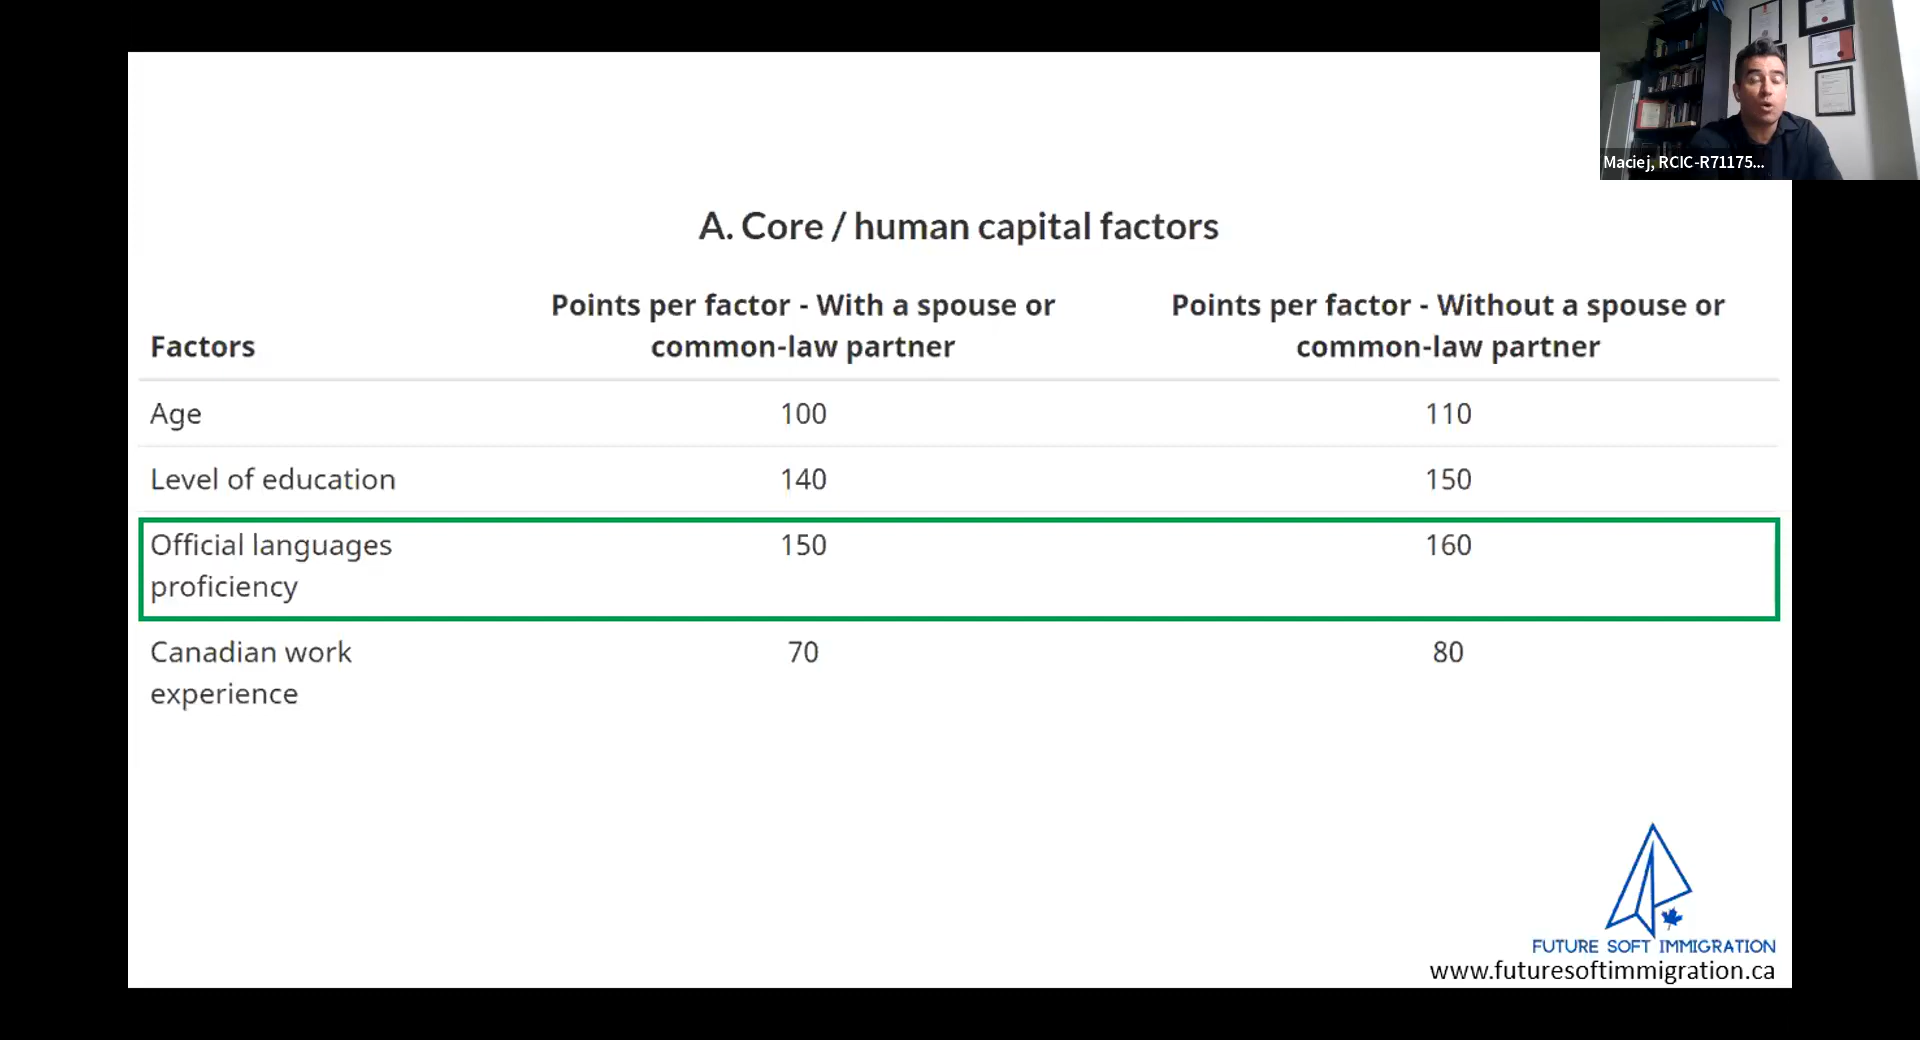 Maciej, RCIC-R71175...
A. Core / human capital factors
Factors
Points per factor - With a spouse or
common-law partner
Points per factor - Without a spouse or
common-law partner
Age 100 110
Level of education 140 150
Official languages 150 160
proficiency
Canadian work 70 80
experience
FUTURE SOFT IMMIGRATION
www.futuresoftimmigration.ca